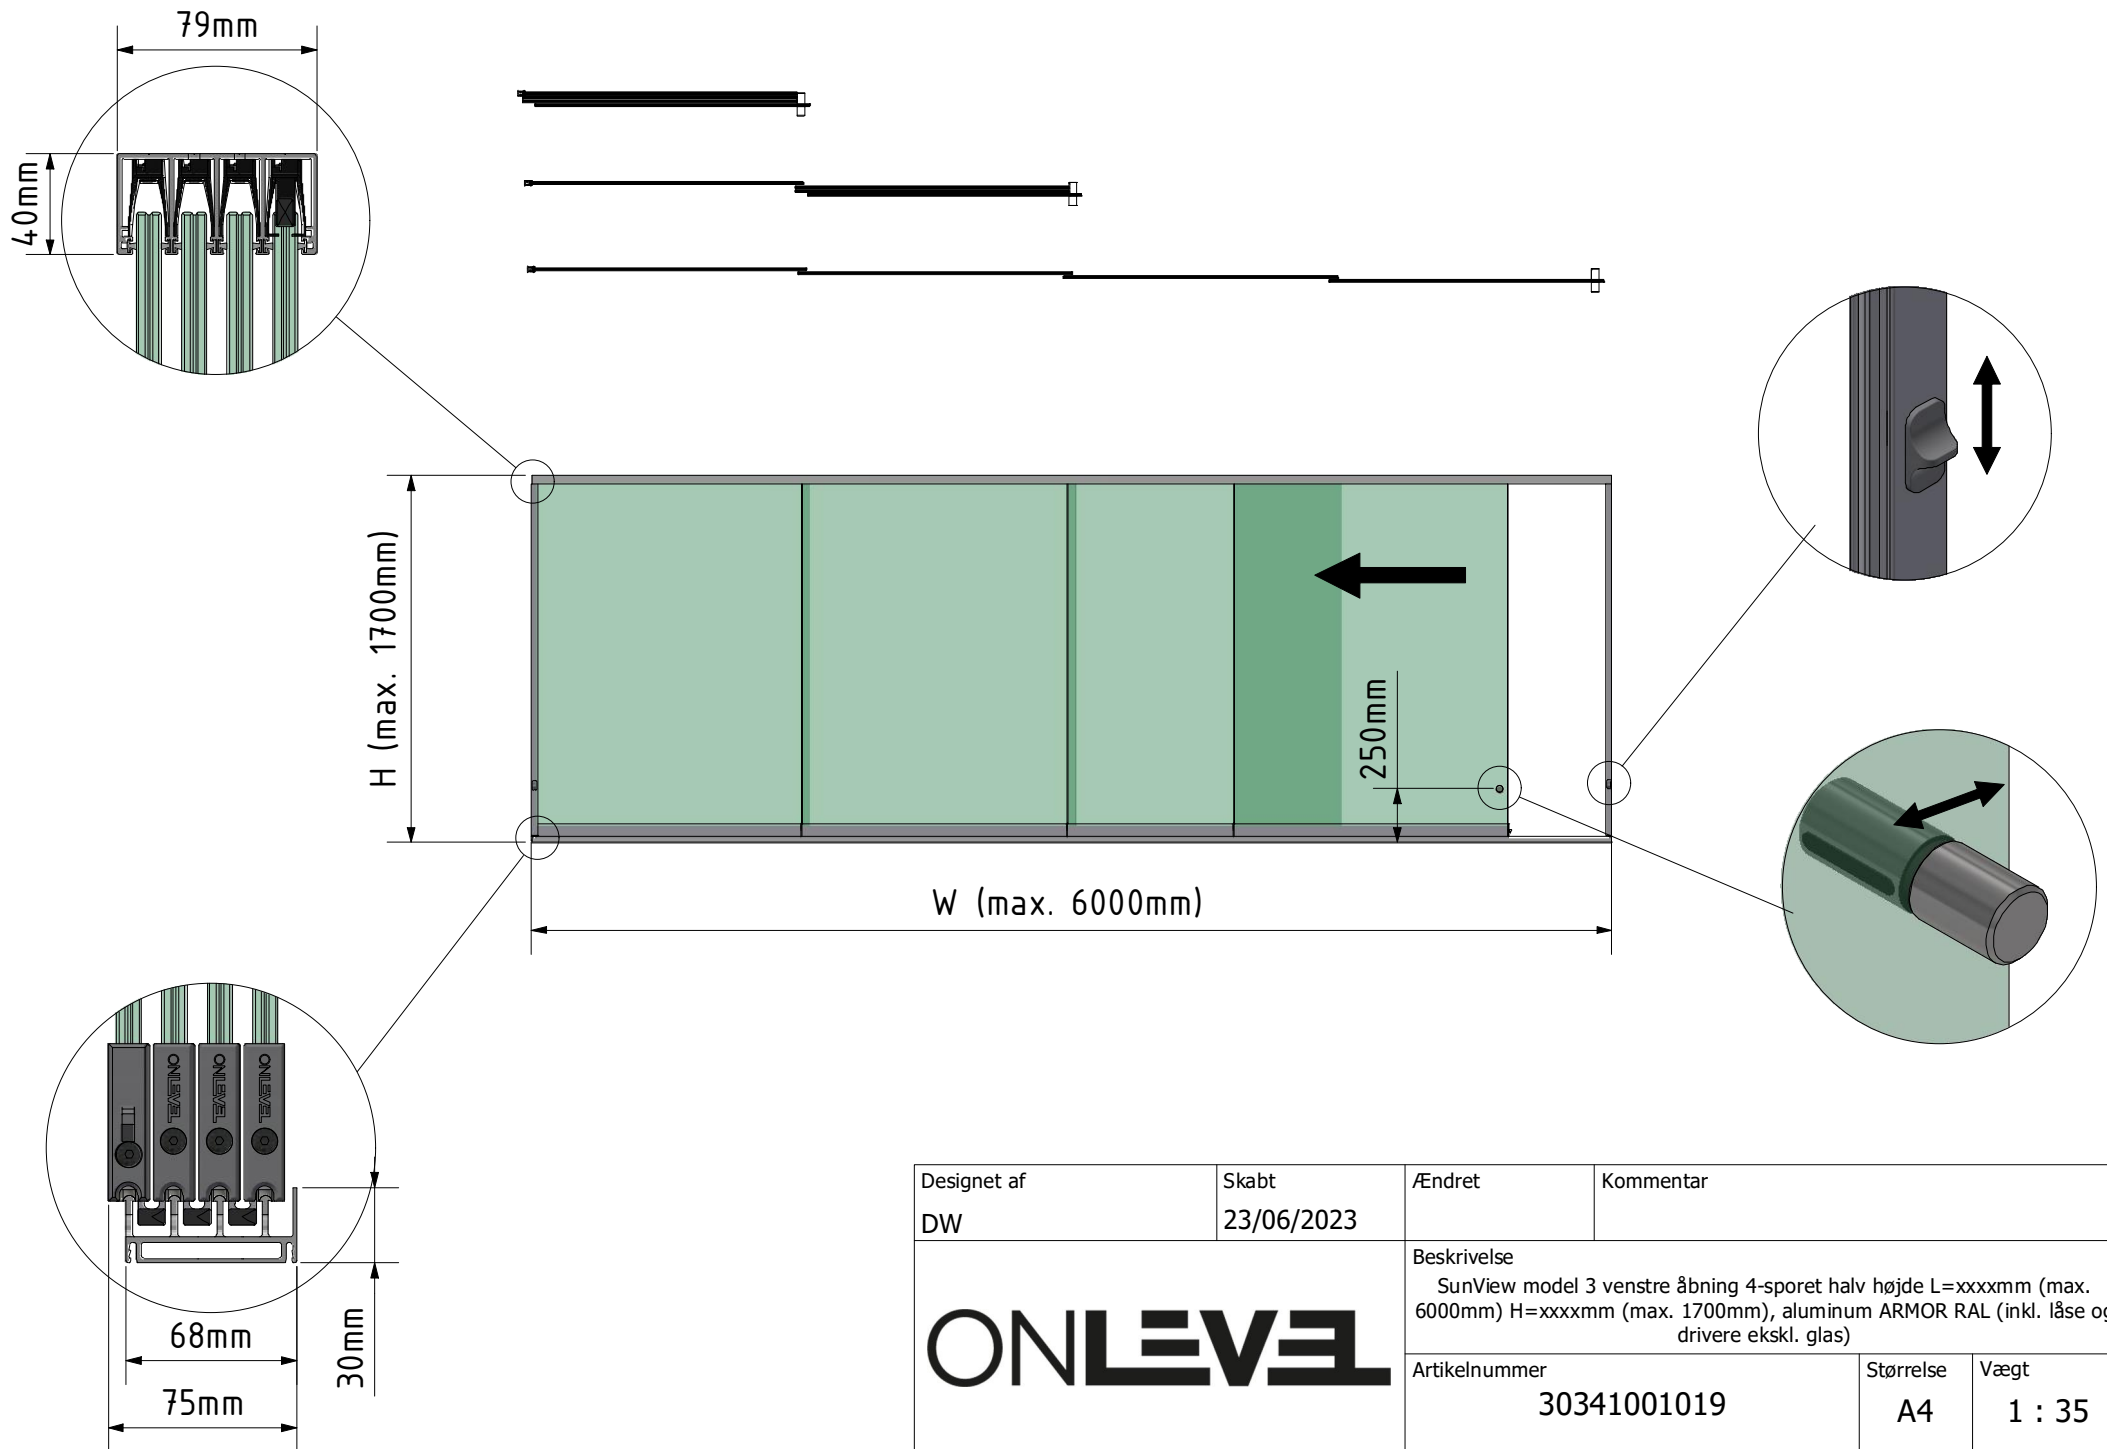 79mm
40mm
H (max. 1700mm)
250mm
W (max. 6000mm)
ONLEVEL
ONLEVEL
ONLEVEL
68mm
75mm
30mm
Designet af
DW
Skabt
23/06/2023
Ændret
Kommentar
ONLEVEL
Beskrivelse
SunView model 3 venstre åbning 4-sporet halv højde L=xxxxmm (max.
6000mm) H=xxxxmm (max. 1700mm), aluminum ARMOR RAL (inkl. låse og
drivere ekskl. glas)
Artikelnummer
30341001019
Størrelse
A4
Vægt
1 : 35